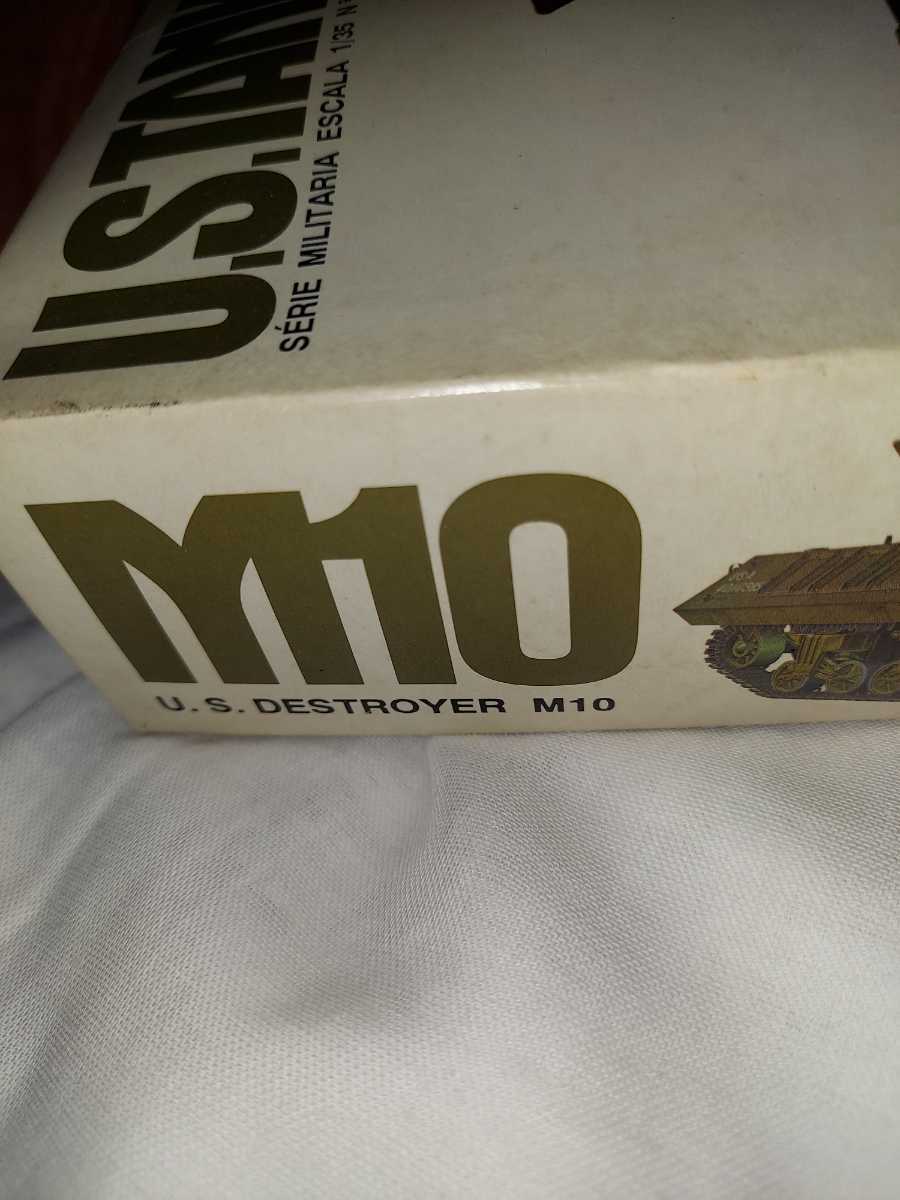 U.S.TAN
SÉRIE MILITARIA ESCALA 1/35 N
M10
U.S. DESTROYER M10